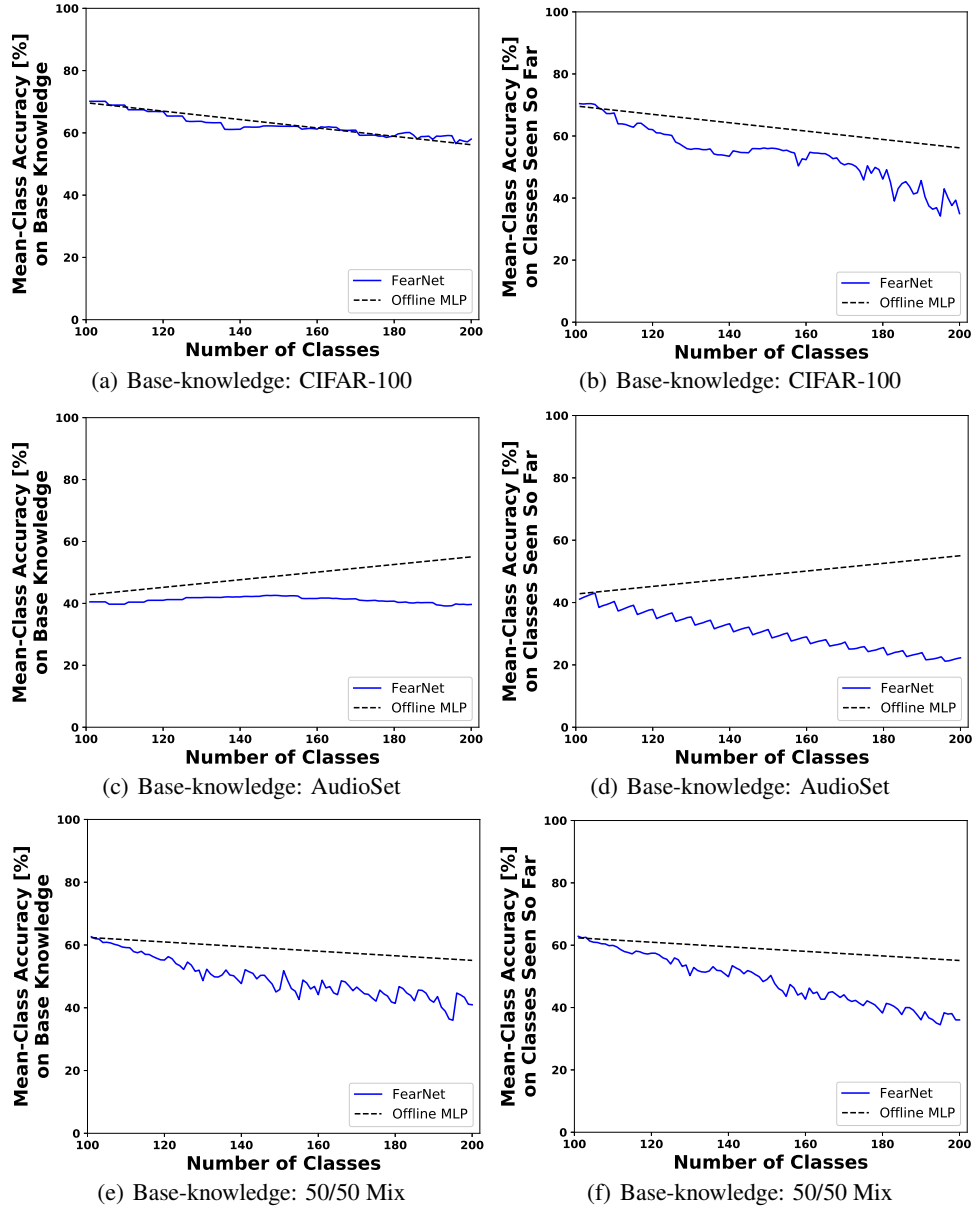 100
80
60
40
20
0
Mean-Class Accuracy [%]
on Base Knowledge
FearNet
Offline MLP
100 120 140 160 180 200
Number of Classes
(a) Base-knowledge: CIFAR-100
100
80
60
40
20
0
Mean-Class Accuracy [%]
on Classes Seen So Far
FearNet
Offline MLP
100 120 140 160 180 200
Number of Classes
(b) Base-knowledge: CIFAR-100
100
80
60
40
20
0
Mean-Class Accuracy [%]
on Base Knowledge
FearNet
Offline MLP
100 120 140 160 180 200
Number of Classes
(c) Base-knowledge: AudioSet
100
80
60
40
20
0
Mean-Class Accuracy [%]
on Classes Seen So Far
FearNet
Offline MLP
100 120 140 160 180 200
Number of Classes
(d) Base-knowledge: AudioSet
100
80
60
40
20
0
Mean-Class Accuracy [%]
on Base Knowledge
FearNet
Offline MLP
100 120 140 160 180 200
Number of Classes
(e) Base-knowledge: 50/50 Mix
100
80
60
40
20
0
Mean-Class Accuracy [%]
on Classes Seen So Far
FearNet
Offline MLP
100 120 140 160 180 200
Number of Classes
(f) Base-knowledge: 50/50 Mix